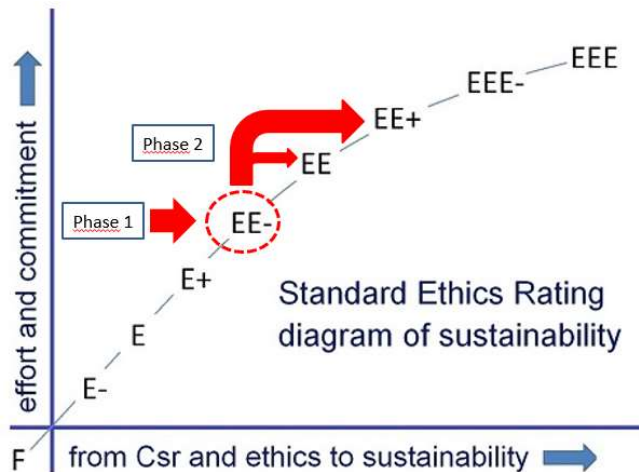 EEE
EEE-
EE+
Phase 2
EE
Phase 1
EE-
E+
Standard Ethics Rating
diagram of sustainability
E
E-
F
effort and commitment
from Csr and ethics to sustainability